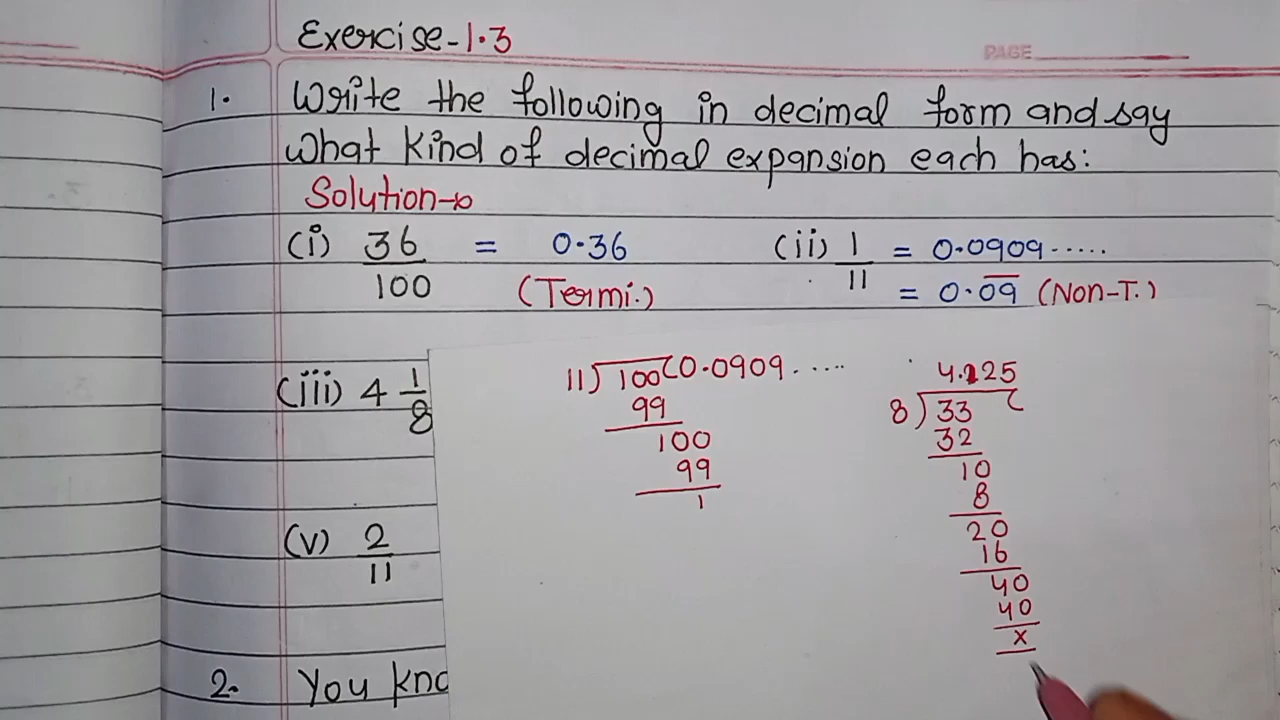 Exercise-1.3
PAGE
1. Write the following in decimal form and say
what kind of decimal expansion each has:
Solution→
(i) 36/100 = 0.36 (ii) 1/11 = 0.0909.....
(Termi.) = 0.0̅9̅ (Non-T.)
(iii) 4 1/8
11) 100 (0.0909.....
99
100
99
1
4.125
8) 33 (
32
10
8
20
16
40
40
x
(v) 2/11
2. You kno